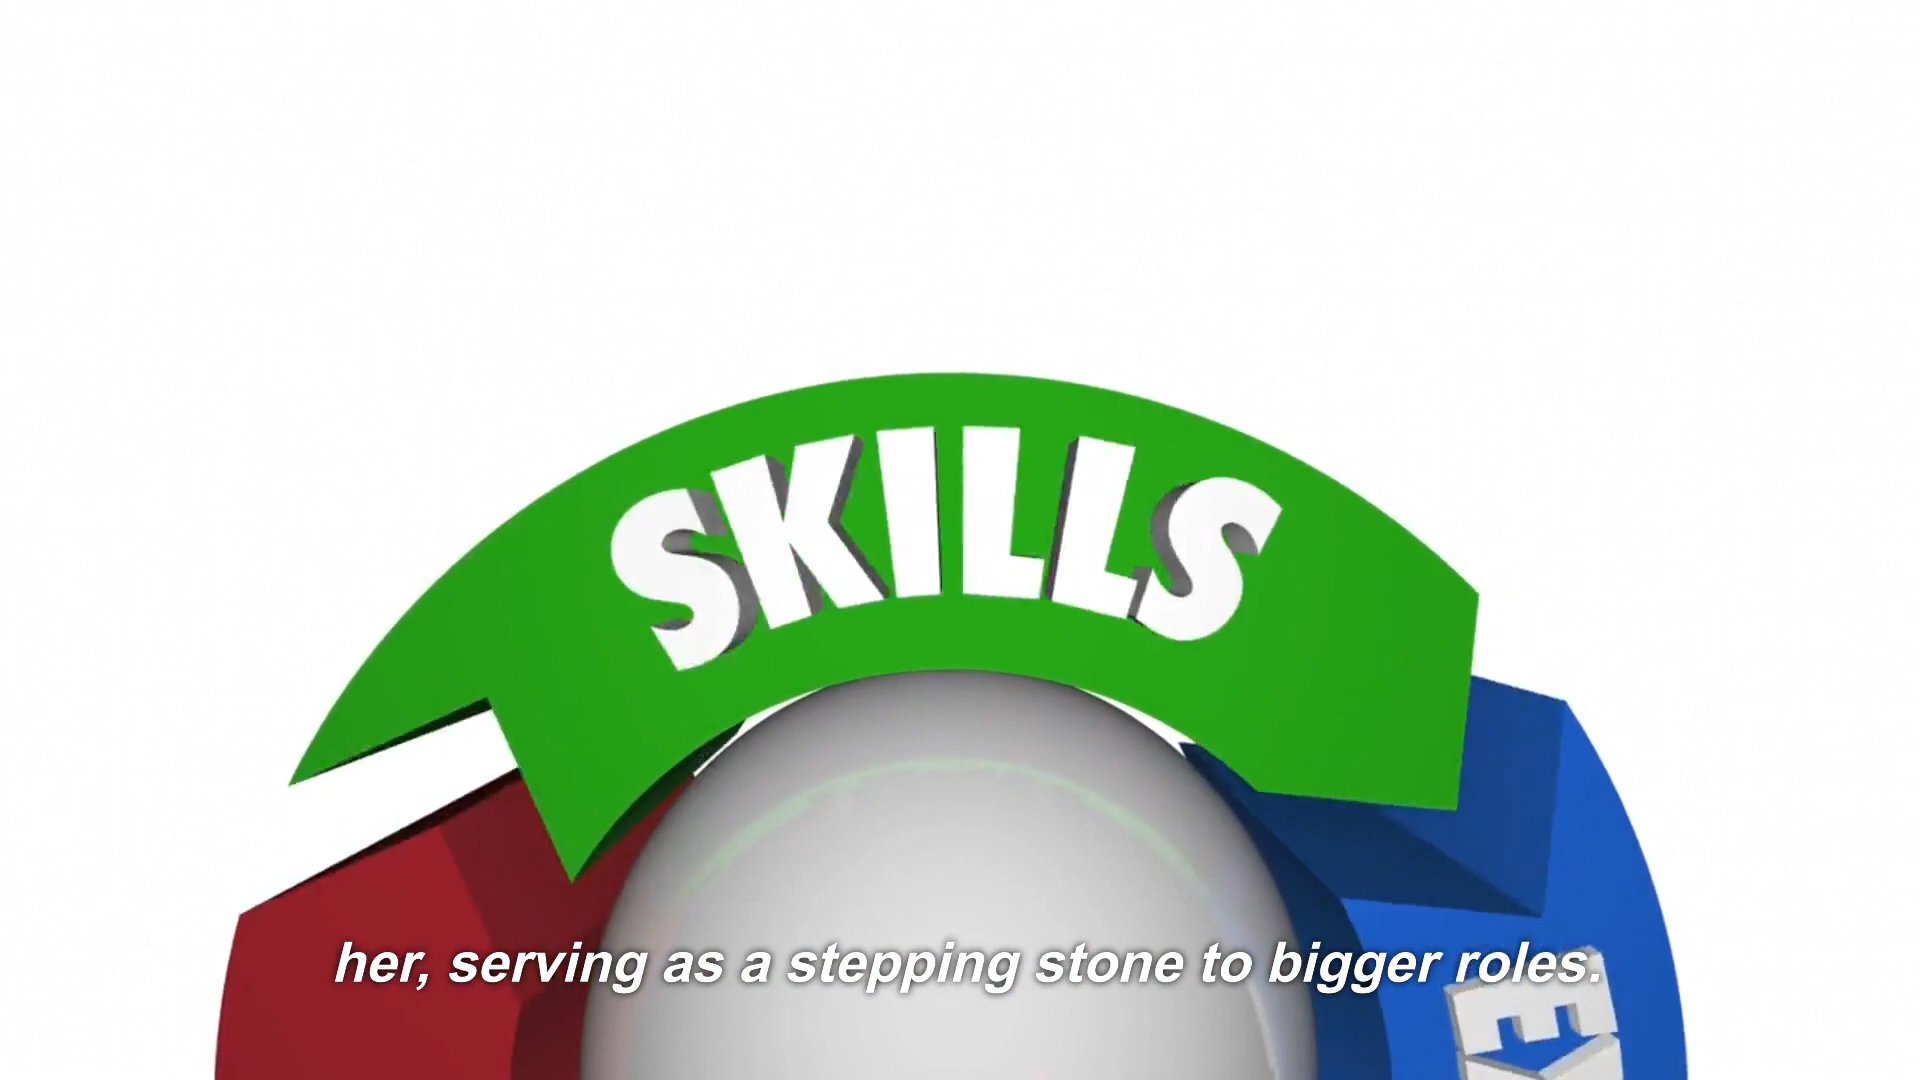 SKILLS
her, serving as a stepping stone to bigger roles.